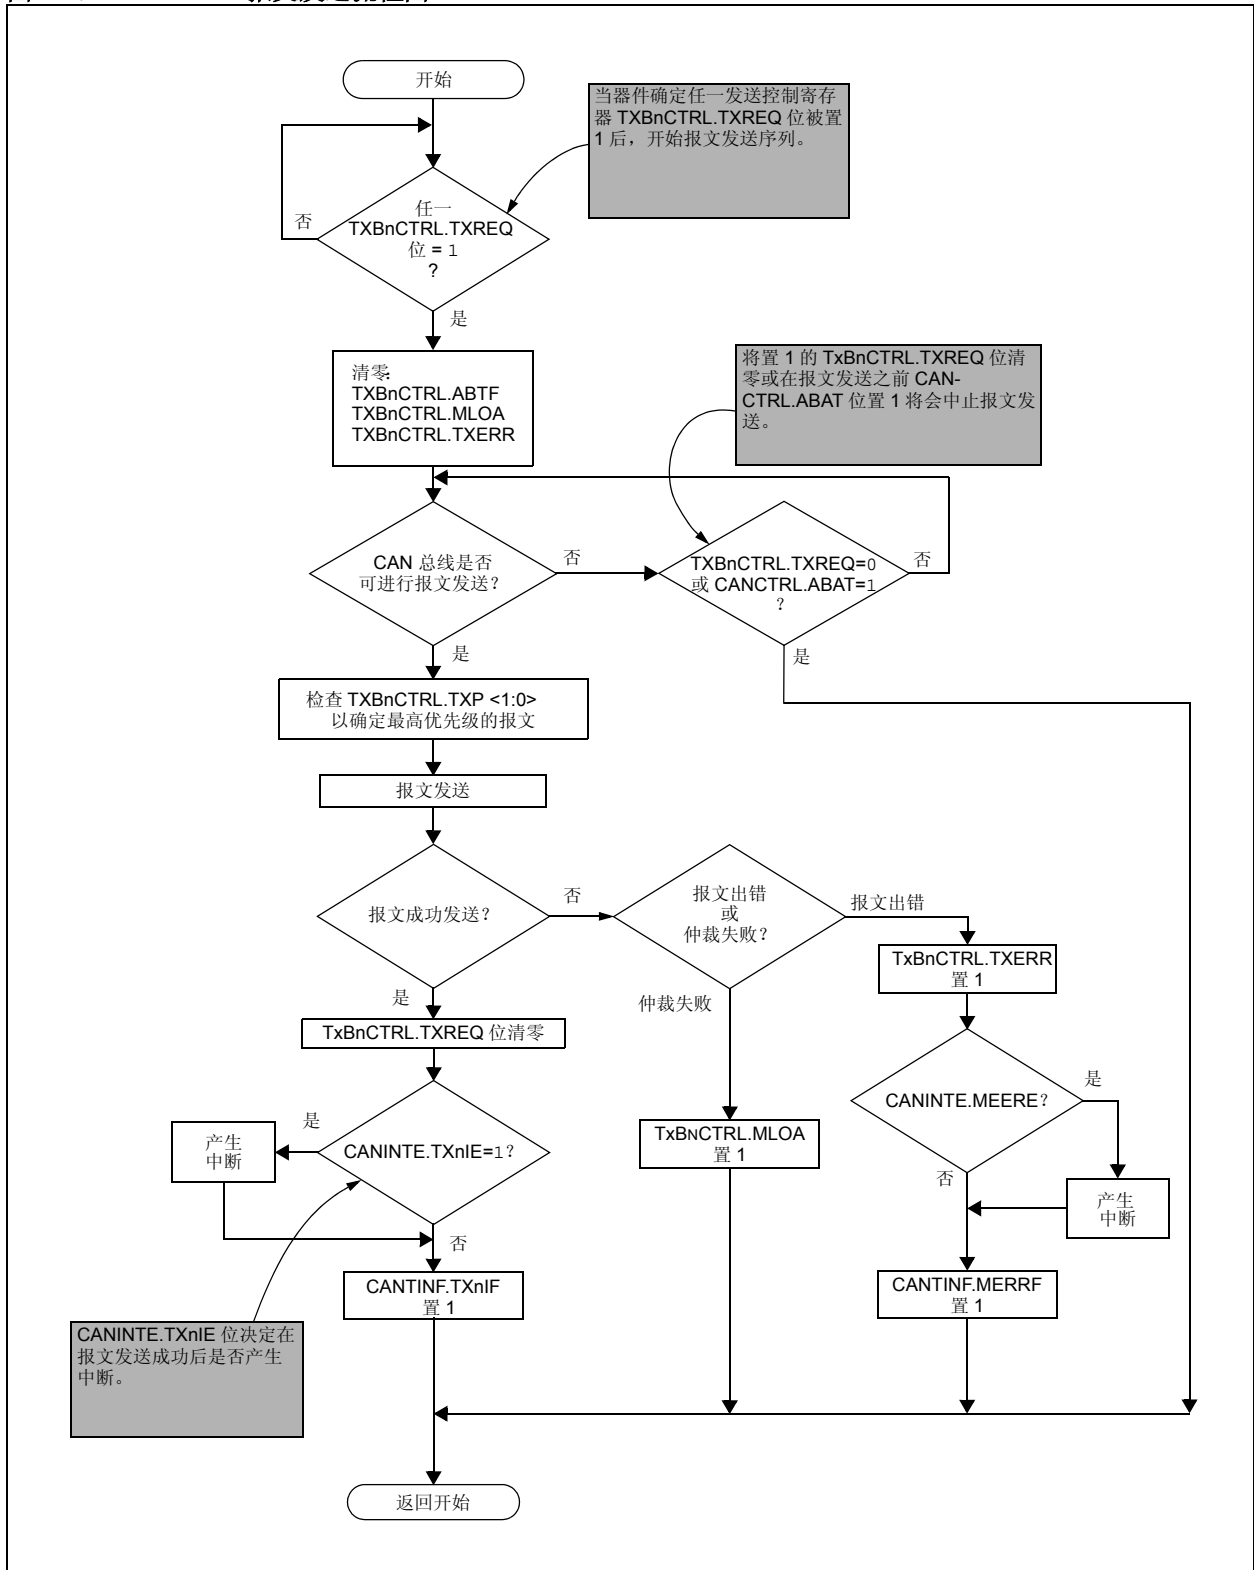 开始
当器件确定任一发送控制寄存
器 TXBnCTRL.TXREQ 位被置
1 后，开始报文发送序列。
否
任一
TXBnCTRL.TXREQ
位 = 1
?
是
清零:
TXBnCTRL.ABTF
TXBnCTRL.MLOA
TXBnCTRL.TXERR
将置 1 的 TxBnCTRL.TXREQ 位清
零或在报文发送之前 CAN-
CTRL.ABAT 位置 1 将会中止报文发
送。
CAN 总线是否
可进行报文发送？
否
TXBnCTRL.TXREQ=0
或 CANCTRL.ABAT=1
？
否
是
是
检查 TXBnCTRL.TXP <1:0>
以确定最高优先级的报文
报文发送
报文成功发送？
否
报文出错
或
仲裁失败？
报文出错
TxBnCTRL.TXERR
置 1
是
仲裁失败
TxBnCTRL.TXREQ 位清零
CANINTE.MEERE？
是
是
产生
中断
CANINTE.TXnIE=1？
TxBNCTRL.MLOA
置 1
否
产生
中断
否
CANTINF.TXnIF
置 1
CANTINF.MERRF
置 1
CANINTE.TXnIE 位决定在
报文发送成功后是否产生
中断。
返回开始